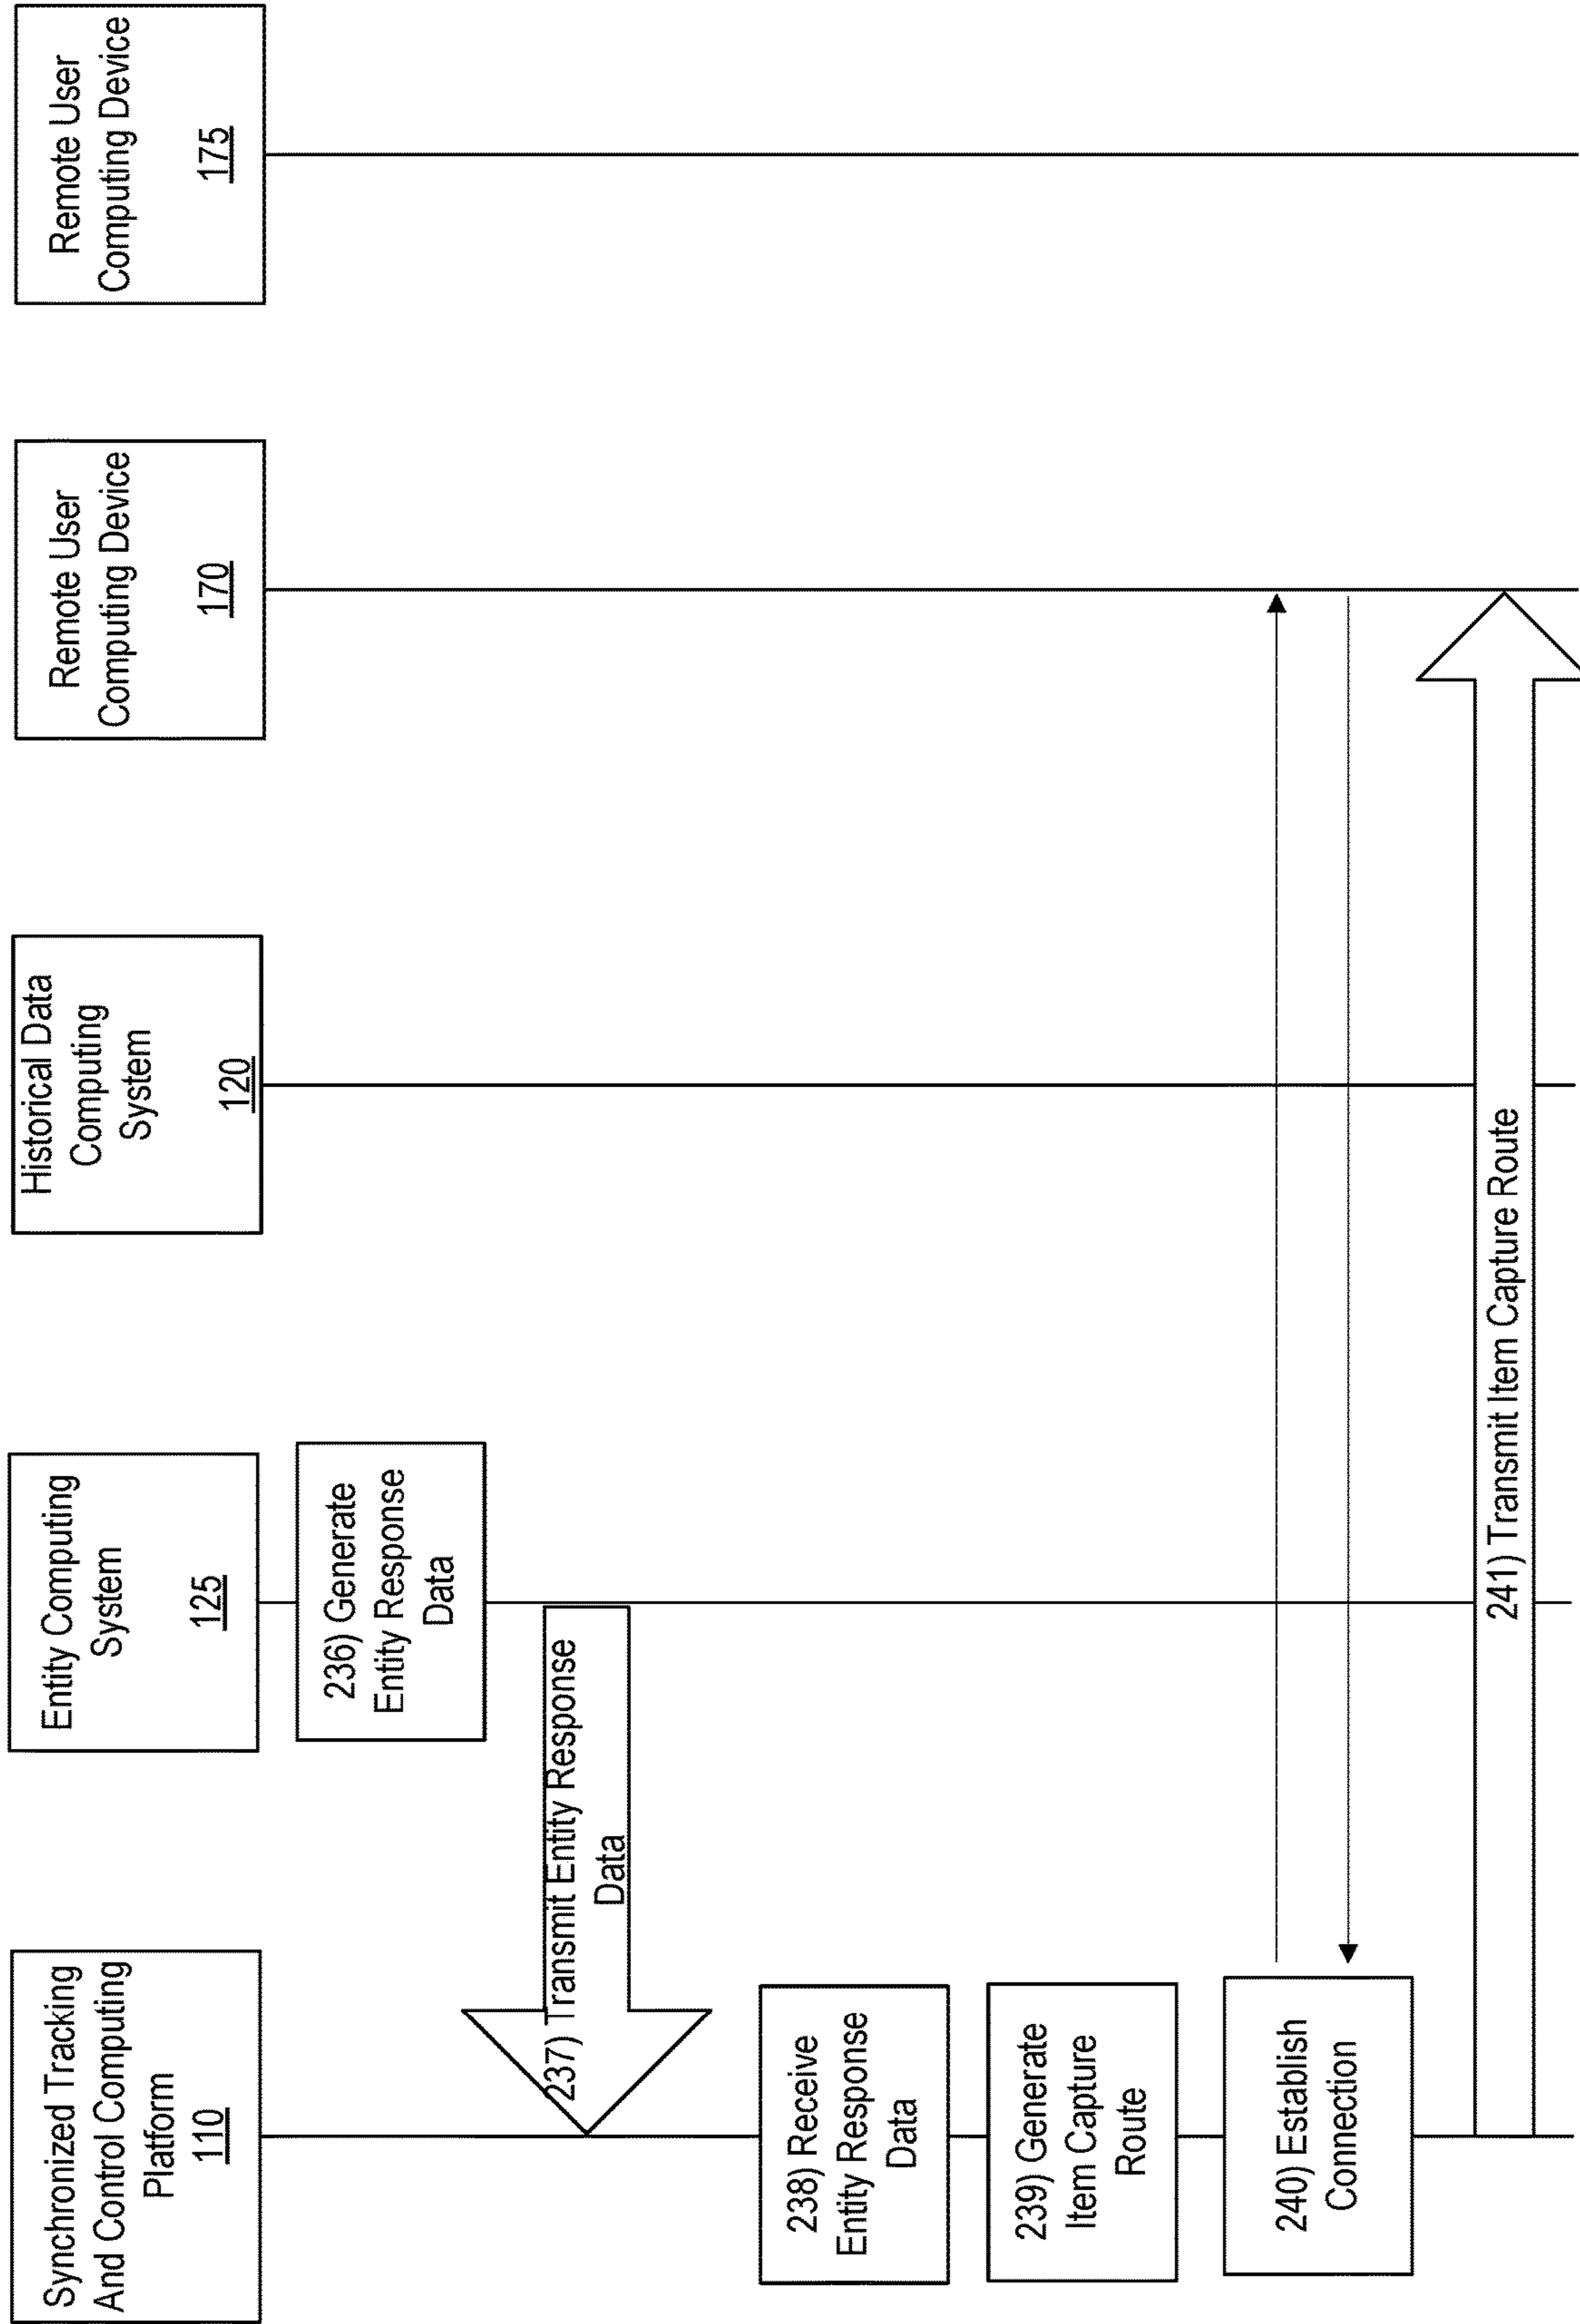 Synchronized Tracking
And Control Computing
Platform
110
Entity Computing
System
125
Historical Data
Computing
System
120
Remote User
Computing Device
170
Remote User
Computing Device
175
236) Generate
Entity Response
Data
237) Transmit Entity Response
Data
238) Receive
Entity Response
Data
239) Generate
Item Capture
Route
240) Establish
Connection
241) Transmit Item Capture Route